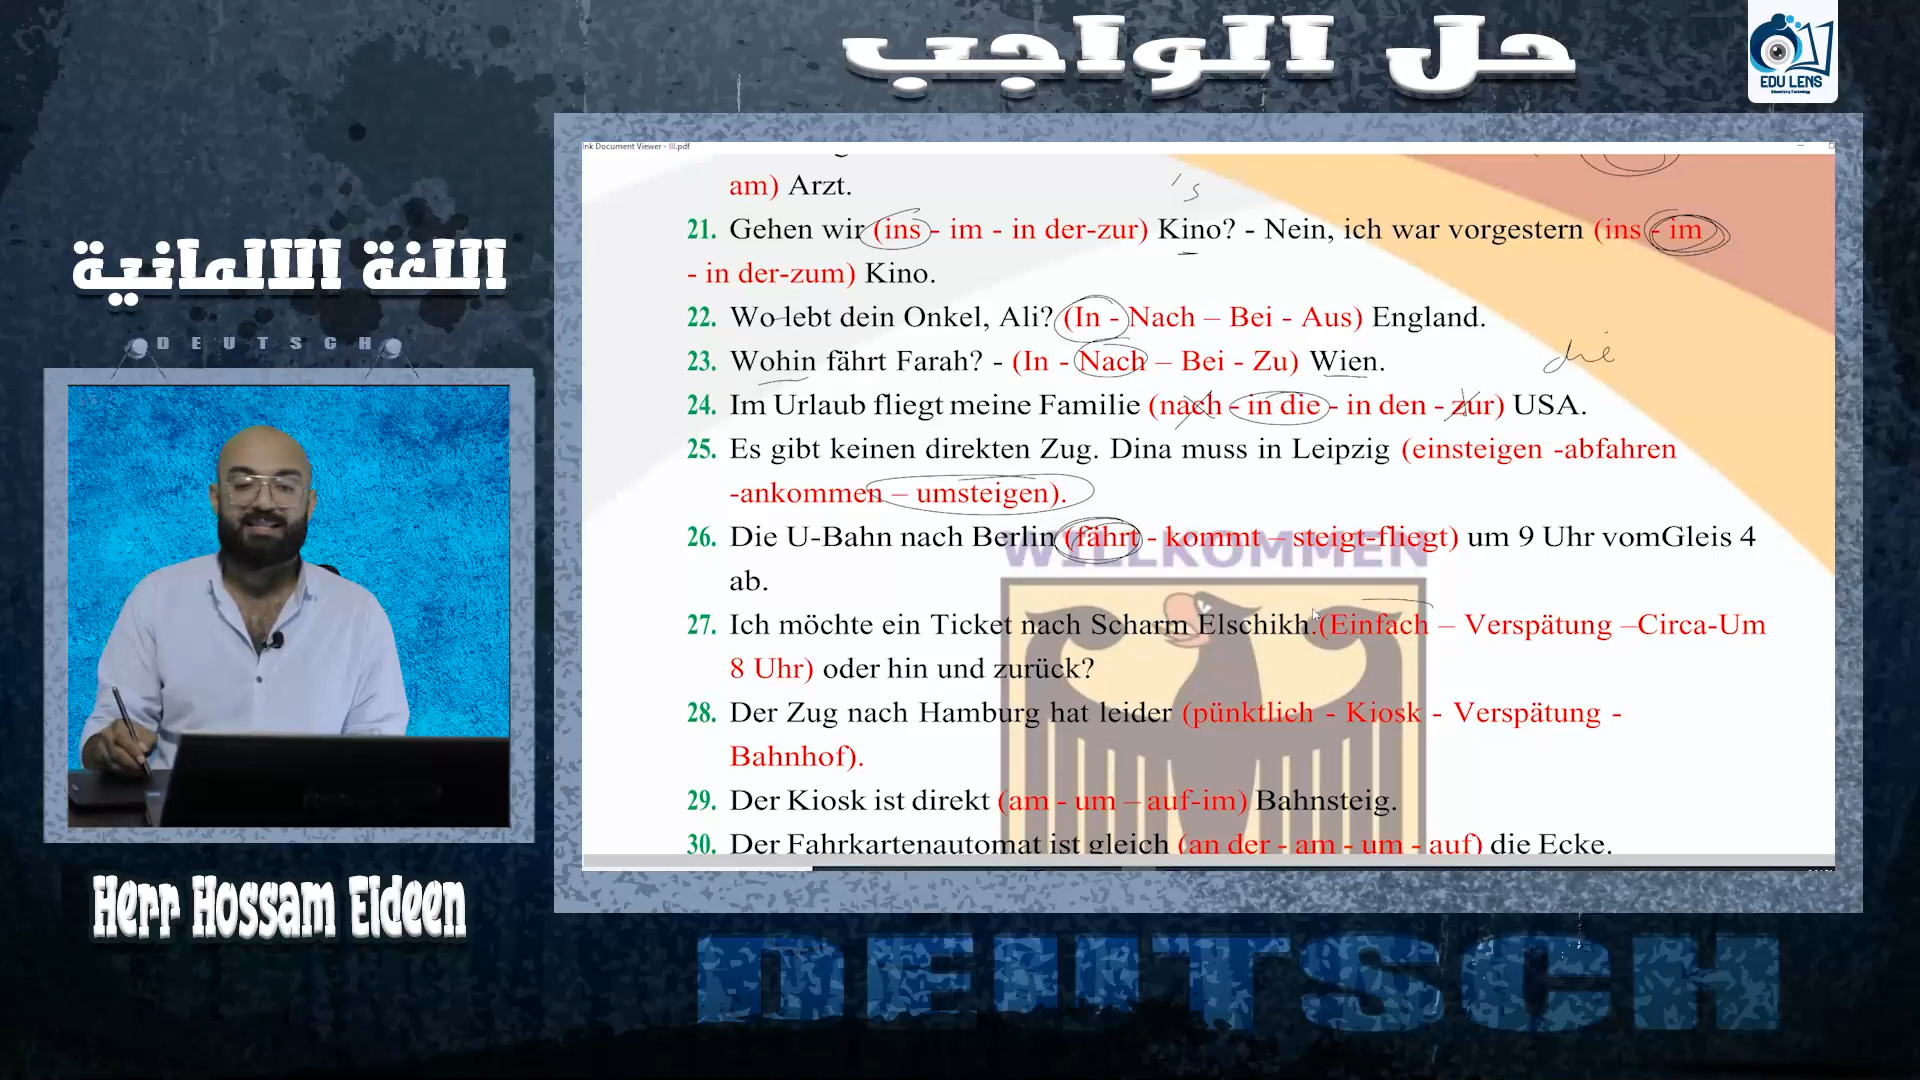 حل الواجب
EDU LENS
Ink Document Viewer - III.pdf
am) Arzt.
's
21. Gehen wir (ins - im - in der-zur) Kino? - Nein, ich war vorgestern (ins - im
- in der-zum) Kino.
22. Wo lebt dein Onkel, Ali? (In - Nach – Bei - Aus) England.
23. Wohin fährt Farah? - (In - Nach – Bei - Zu) Wien.
die
24. Im Urlaub fliegt meine Familie (nach - in die - in den - zur) USA.
25. Es gibt keinen direkten Zug. Dina muss in Leipzig (einsteigen -abfahren
-ankommen – umsteigen).
WILLKOMMEN
26. Die U-Bahn nach Berlin (fährt - kommt – steigt-fliegt) um 9 Uhr vomGleis 4
ab.
27. Ich möchte ein Ticket nach Scharm Elschikh.(Einfach – Verspätung –Circa-Um
8 Uhr) oder hin und zurück?
28. Der Zug nach Hamburg hat leider (pünktlich - Kiosk - Verspätung -
Bahnhof).
29. Der Kiosk ist direkt (am - um – auf-im) Bahnsteig.
30. Der Fahrkartenautomat ist gleich (an der - am - um - auf) die Ecke.
اللغة الالمانية
DEUTSCH
Herr Hossam Eldeen
DEUTSCH